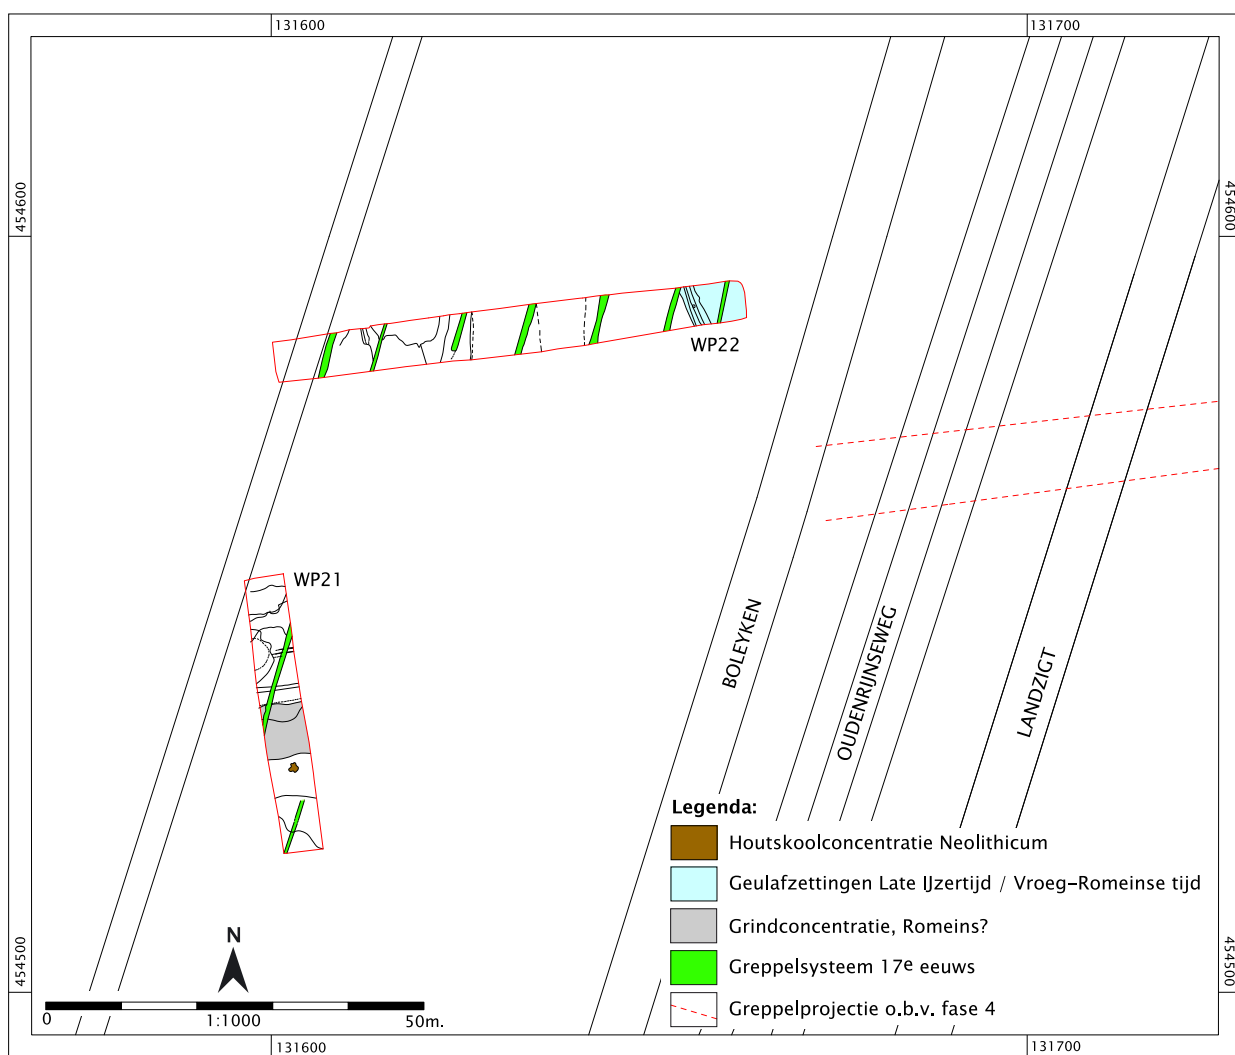 131600
131700
454600
454600
WP22
WP21
BOLEYKEN
OUDENRIJNSEWEG
LANDZIGT
Legenda:
Houtskoolconcentratie Neolithicum
Geulafzettingen Late IJzertijd / Vroeg-Romeinse tijd
Grindconcentratie, Romeins?
Greppelsysteem 17e eeuws
Greppelprojectie o.b.v. fase 4
N
0 1:1000 50m.
454500
454500
131600
131700